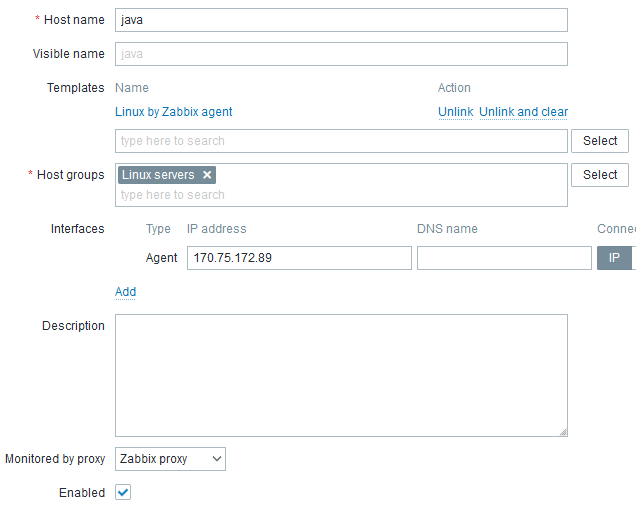 * Host name java
Visible name java
Templates Name Action
Linux by Zabbix agent Unlink Unlink and clear
type here to search Select
* Host groups Linux servers × Select
type here to search
Interfaces Type IP address DNS name Conne
Agent 170.75.172.89 IP
Add
Description
Monitored by proxy Zabbix proxy
Enabled